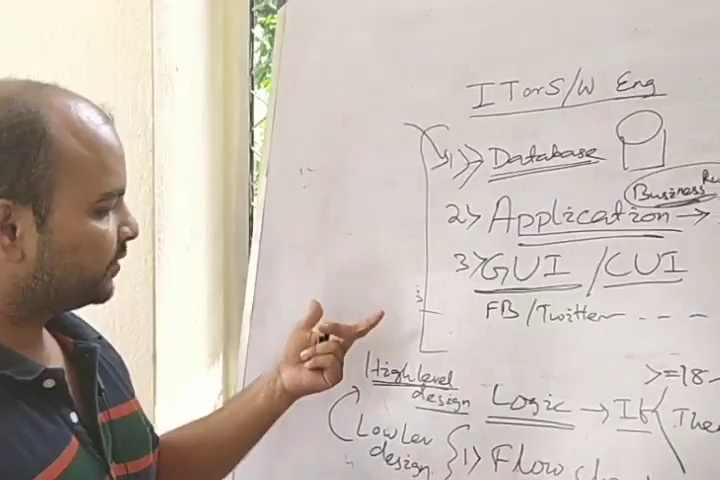 IT or S/W Eng
1) Database
Business
2) Application →
3) GUI / CUI
FB/Twitter - - -
>=18
High level
design
Logic → If
Low Lev
design
1) Flow